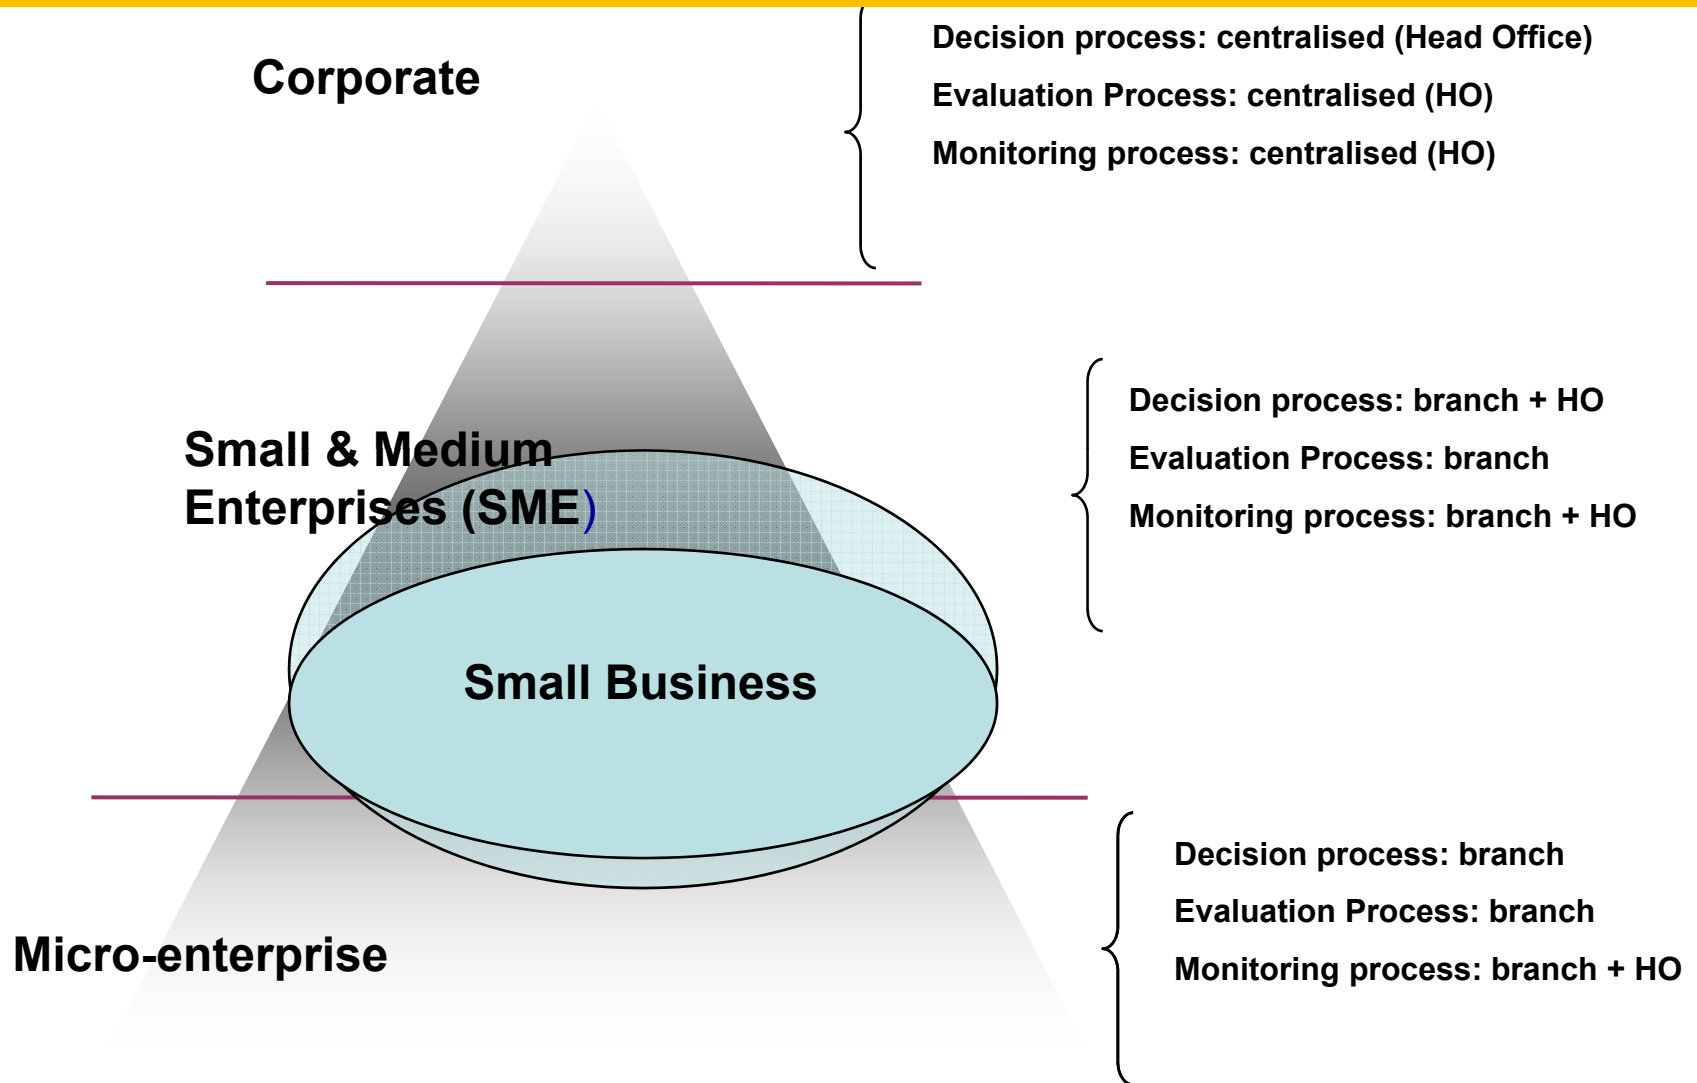 Corporate
Decision process: centralised (Head Office)
Evaluation Process: centralised (HO)
Monitoring process: centralised (HO)
Small & Medium
Enterprises (SME)
Decision process: branch + HO
Evaluation Process: branch
Monitoring process: branch + HO
Small Business
Micro-enterprise
Decision process: branch
Evaluation Process: branch
Monitoring process: branch + HO